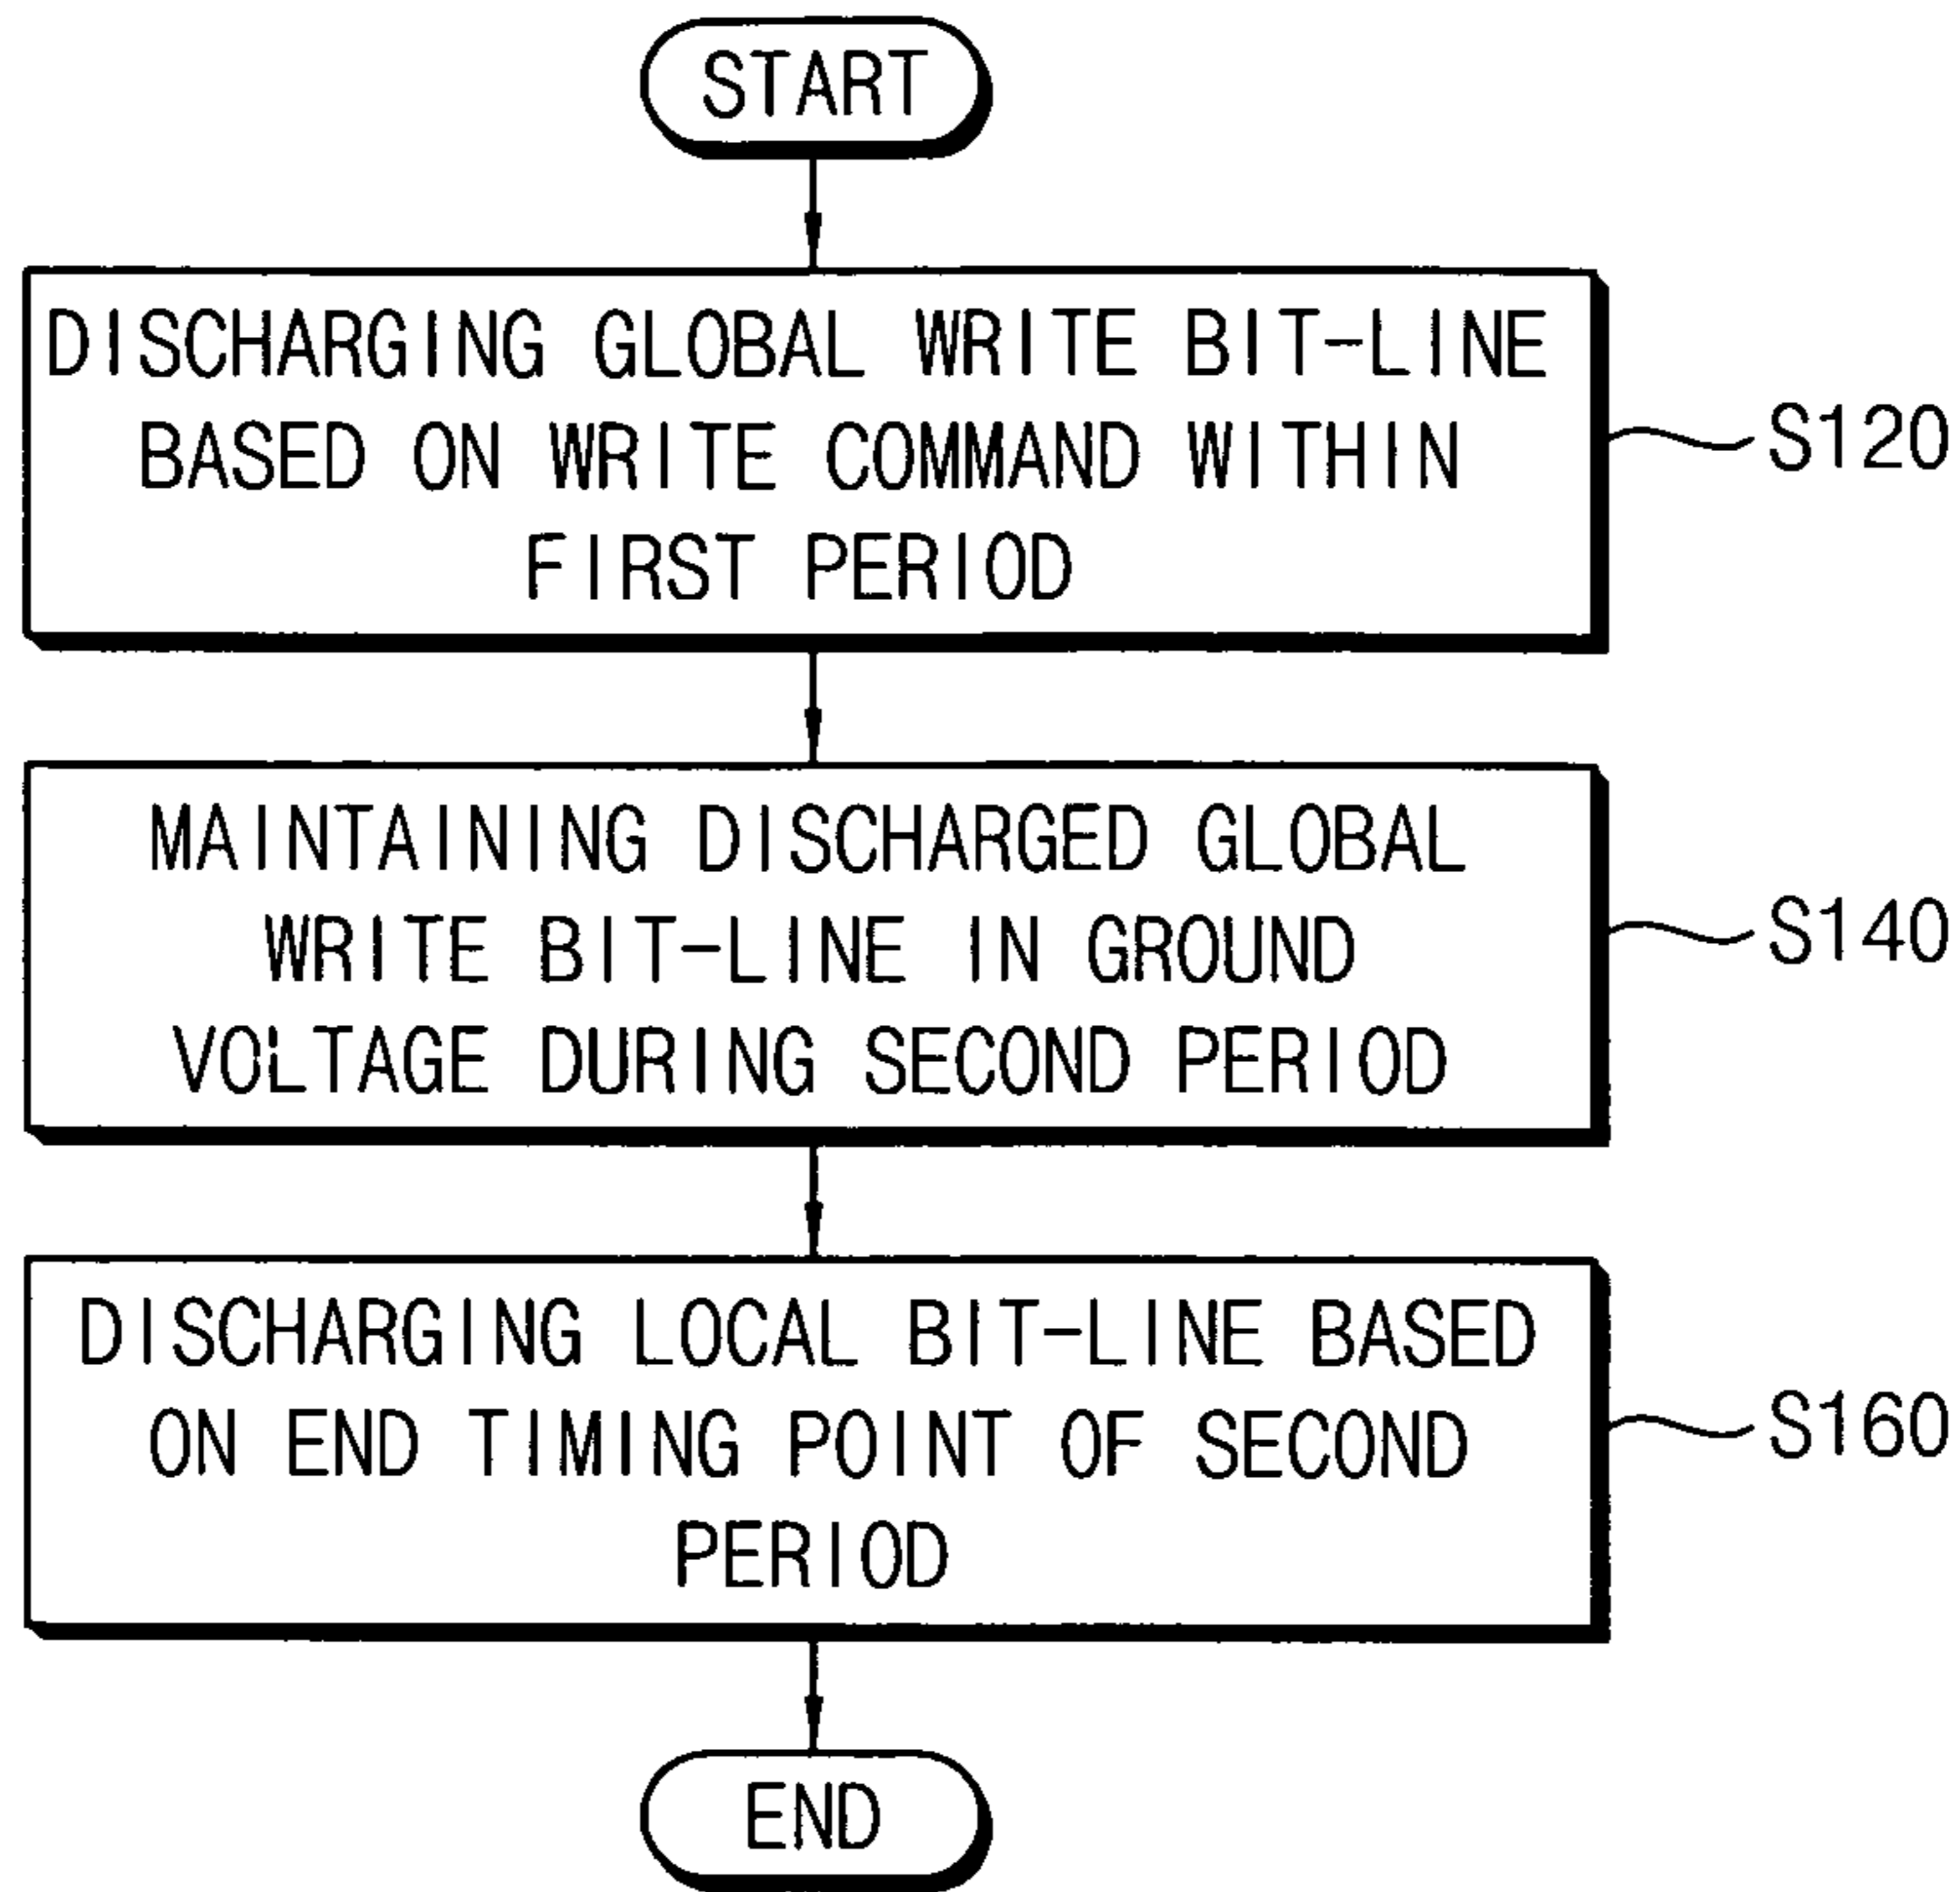 START
DISCHARGING GLOBAL WRITE BIT-LINE
BASED ON WRITE COMMAND WITHIN
FIRST PERIOD
S120
MAINTAINING DISCHARGED GLOBAL
WRITE BIT-LINE IN GROUND
VOLTAGE DURING SECOND PERIOD
S140
DISCHARGING LOCAL BIT-LINE BASED
ON END TIMING POINT OF SECOND
PERIOD
S160
END